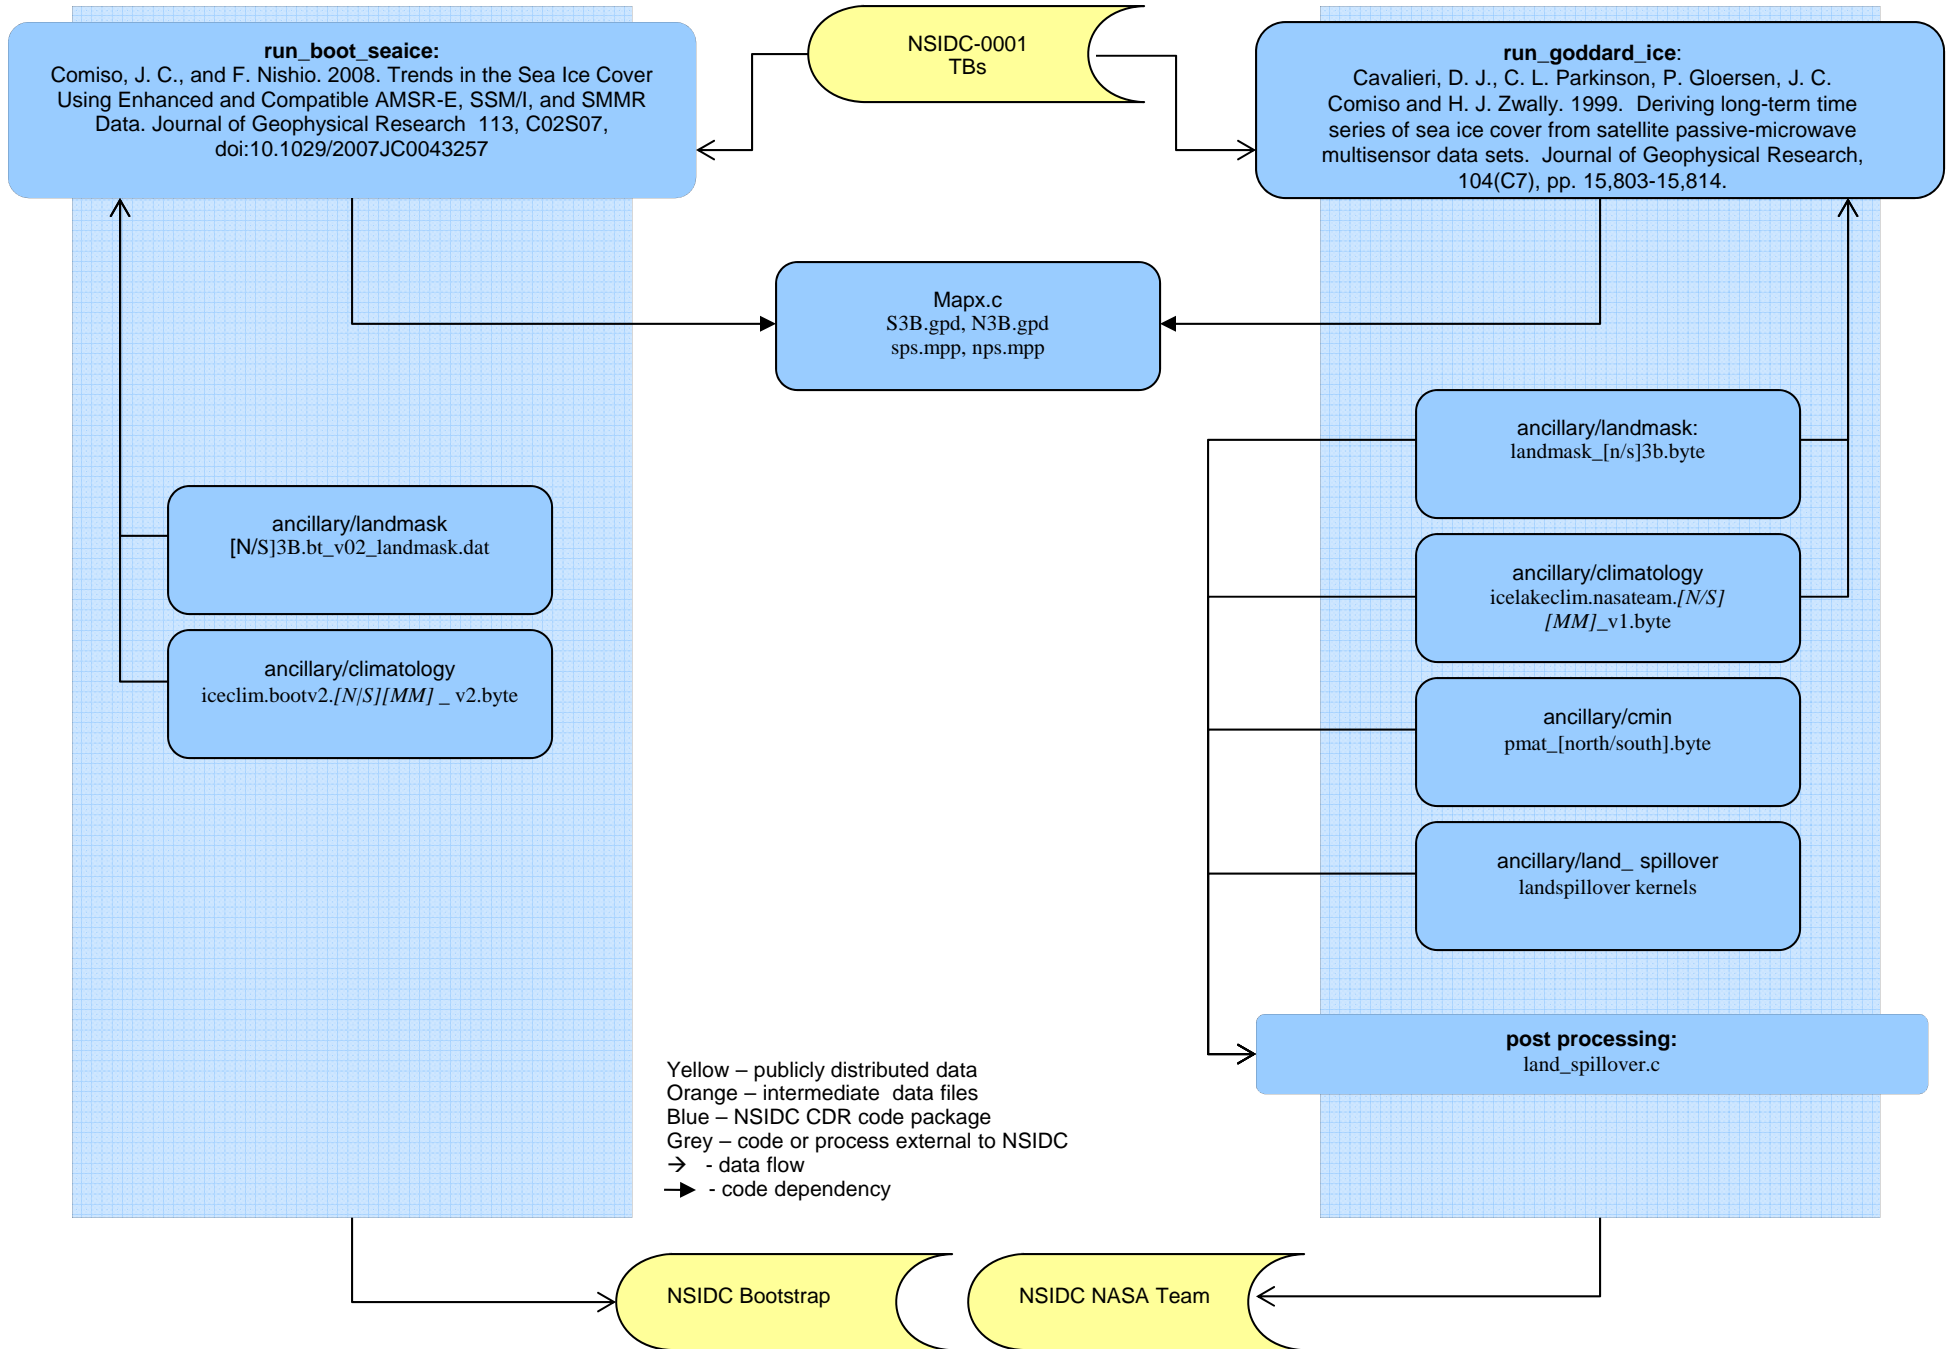 run_boot_seaice:
Comiso, J. C., and F. Nishio. 2008. Trends in the Sea Ice Cover
Using Enhanced and Compatible AMSR-E, SSM/I, and SMMR
Data. Journal of Geophysical Research  113, C02S07,
doi:10.1029/2007JC0043257
NSIDC-0001
TBs
run_goddard_ice:
Cavalieri, D. J., C. L. Parkinson, P. Gloersen, J. C.
Comiso and H. J. Zwally. 1999.  Deriving long-term time
series of sea ice cover from satellite passive-microwave
multisensor data sets.  Journal of Geophysical Research,
104(C7), pp. 15,803-15,814.
Mapx.c
S3B.gpd, N3B.gpd
sps.mpp, nps.mpp
ancillary/landmask
[N/S]3B.bt_v02_landmask.dat
ancillary/climatology
iceclim.bootv2.[N/S][MM] _ v2.byte
ancillary/landmask:
landmask_[n/s]3b.byte
ancillary/climatology
icelakeclim.nasateam.[N/S]
[MM]_v1.byte
ancillary/cmin
pmat_[north/south].byte
ancillary/land_ spillover
landspillover kernels
post processing:
land_spillover.c
Yellow – publicly distributed data
Orange – intermediate  data files
Blue – NSIDC CDR code package
Grey – code or process external to NSIDC
→ - data flow
→ - code dependency
NSIDC Bootstrap
NSIDC NASA Team